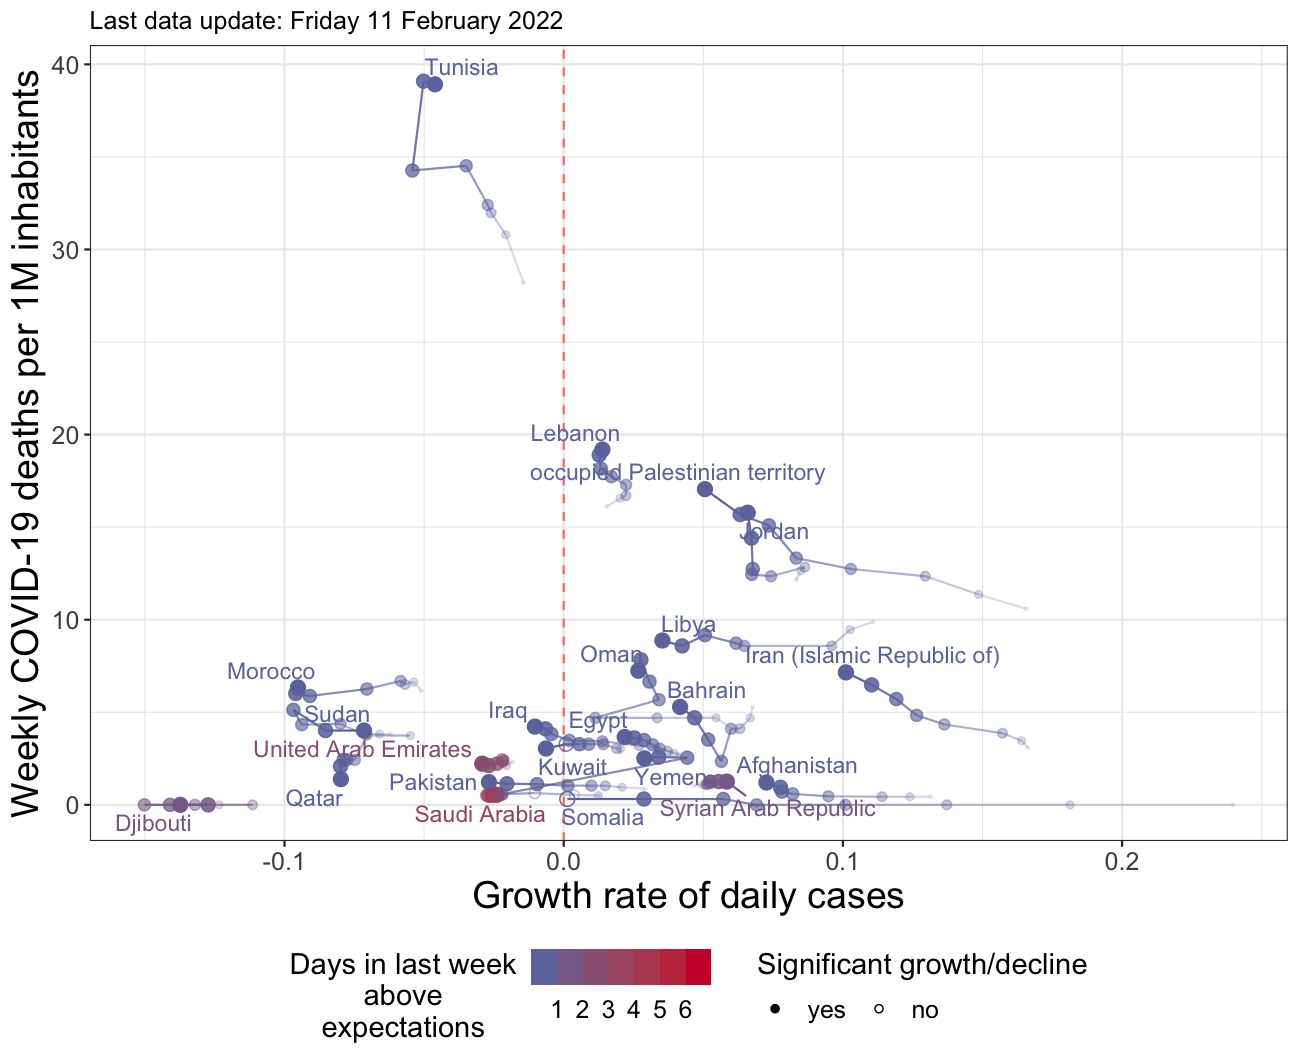 Last data update: Friday 11 February 2022
Weekly COVID-19 deaths per 1M inhabitants
40
30
20
10
0
Tunisia
Lebanon
occupied Palestinian territory
Jordan
Libya
Oman
Iran (Islamic Republic of)
Morocco
Bahrain
Sudan
Iraq
Egypt
United Arab Emirates
Kuwait
Afghanistan
Pakistan
Yemen
Qatar
Saudi Arabia
Somalia
Syrian Arab Republic
Djibouti
-0.1
0.0
0.1
0.2
Growth rate of daily cases
Days in last week
above
expectations
1 2 3 4 5 6
Significant growth/decline
yes
no